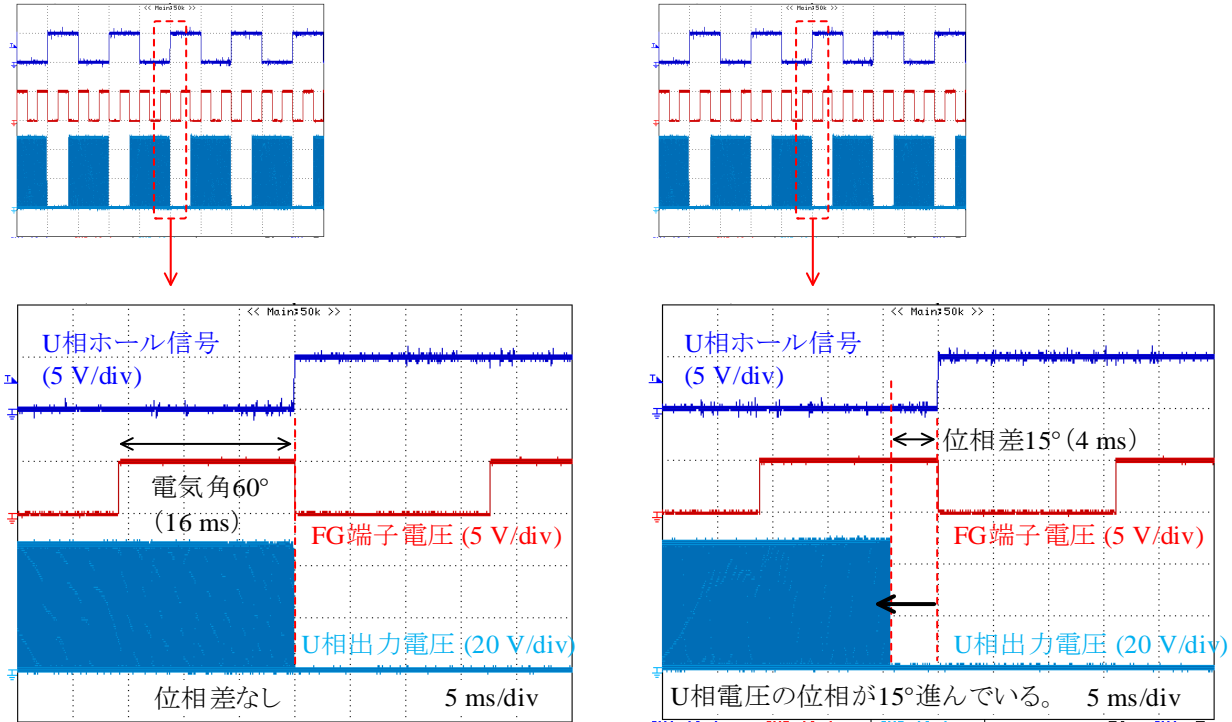 << Main:50k >>
<< Main:50k >>
<< Main:50k >>
U相ホール信号
(5 V/div)
電気角60°
(16 ms)
FG端子電圧 (5 V/div)
U相出力電圧 (20 V/div)
位相差なし
5 ms/div
<< Main:50k >>
U相ホール信号
(5 V/div)
位相差15° (4 ms)
FG端子電圧 (5 V/div)
U相出力電圧 (20 V/div)
U相電圧の位相が15°進んでいる。
5 ms/div